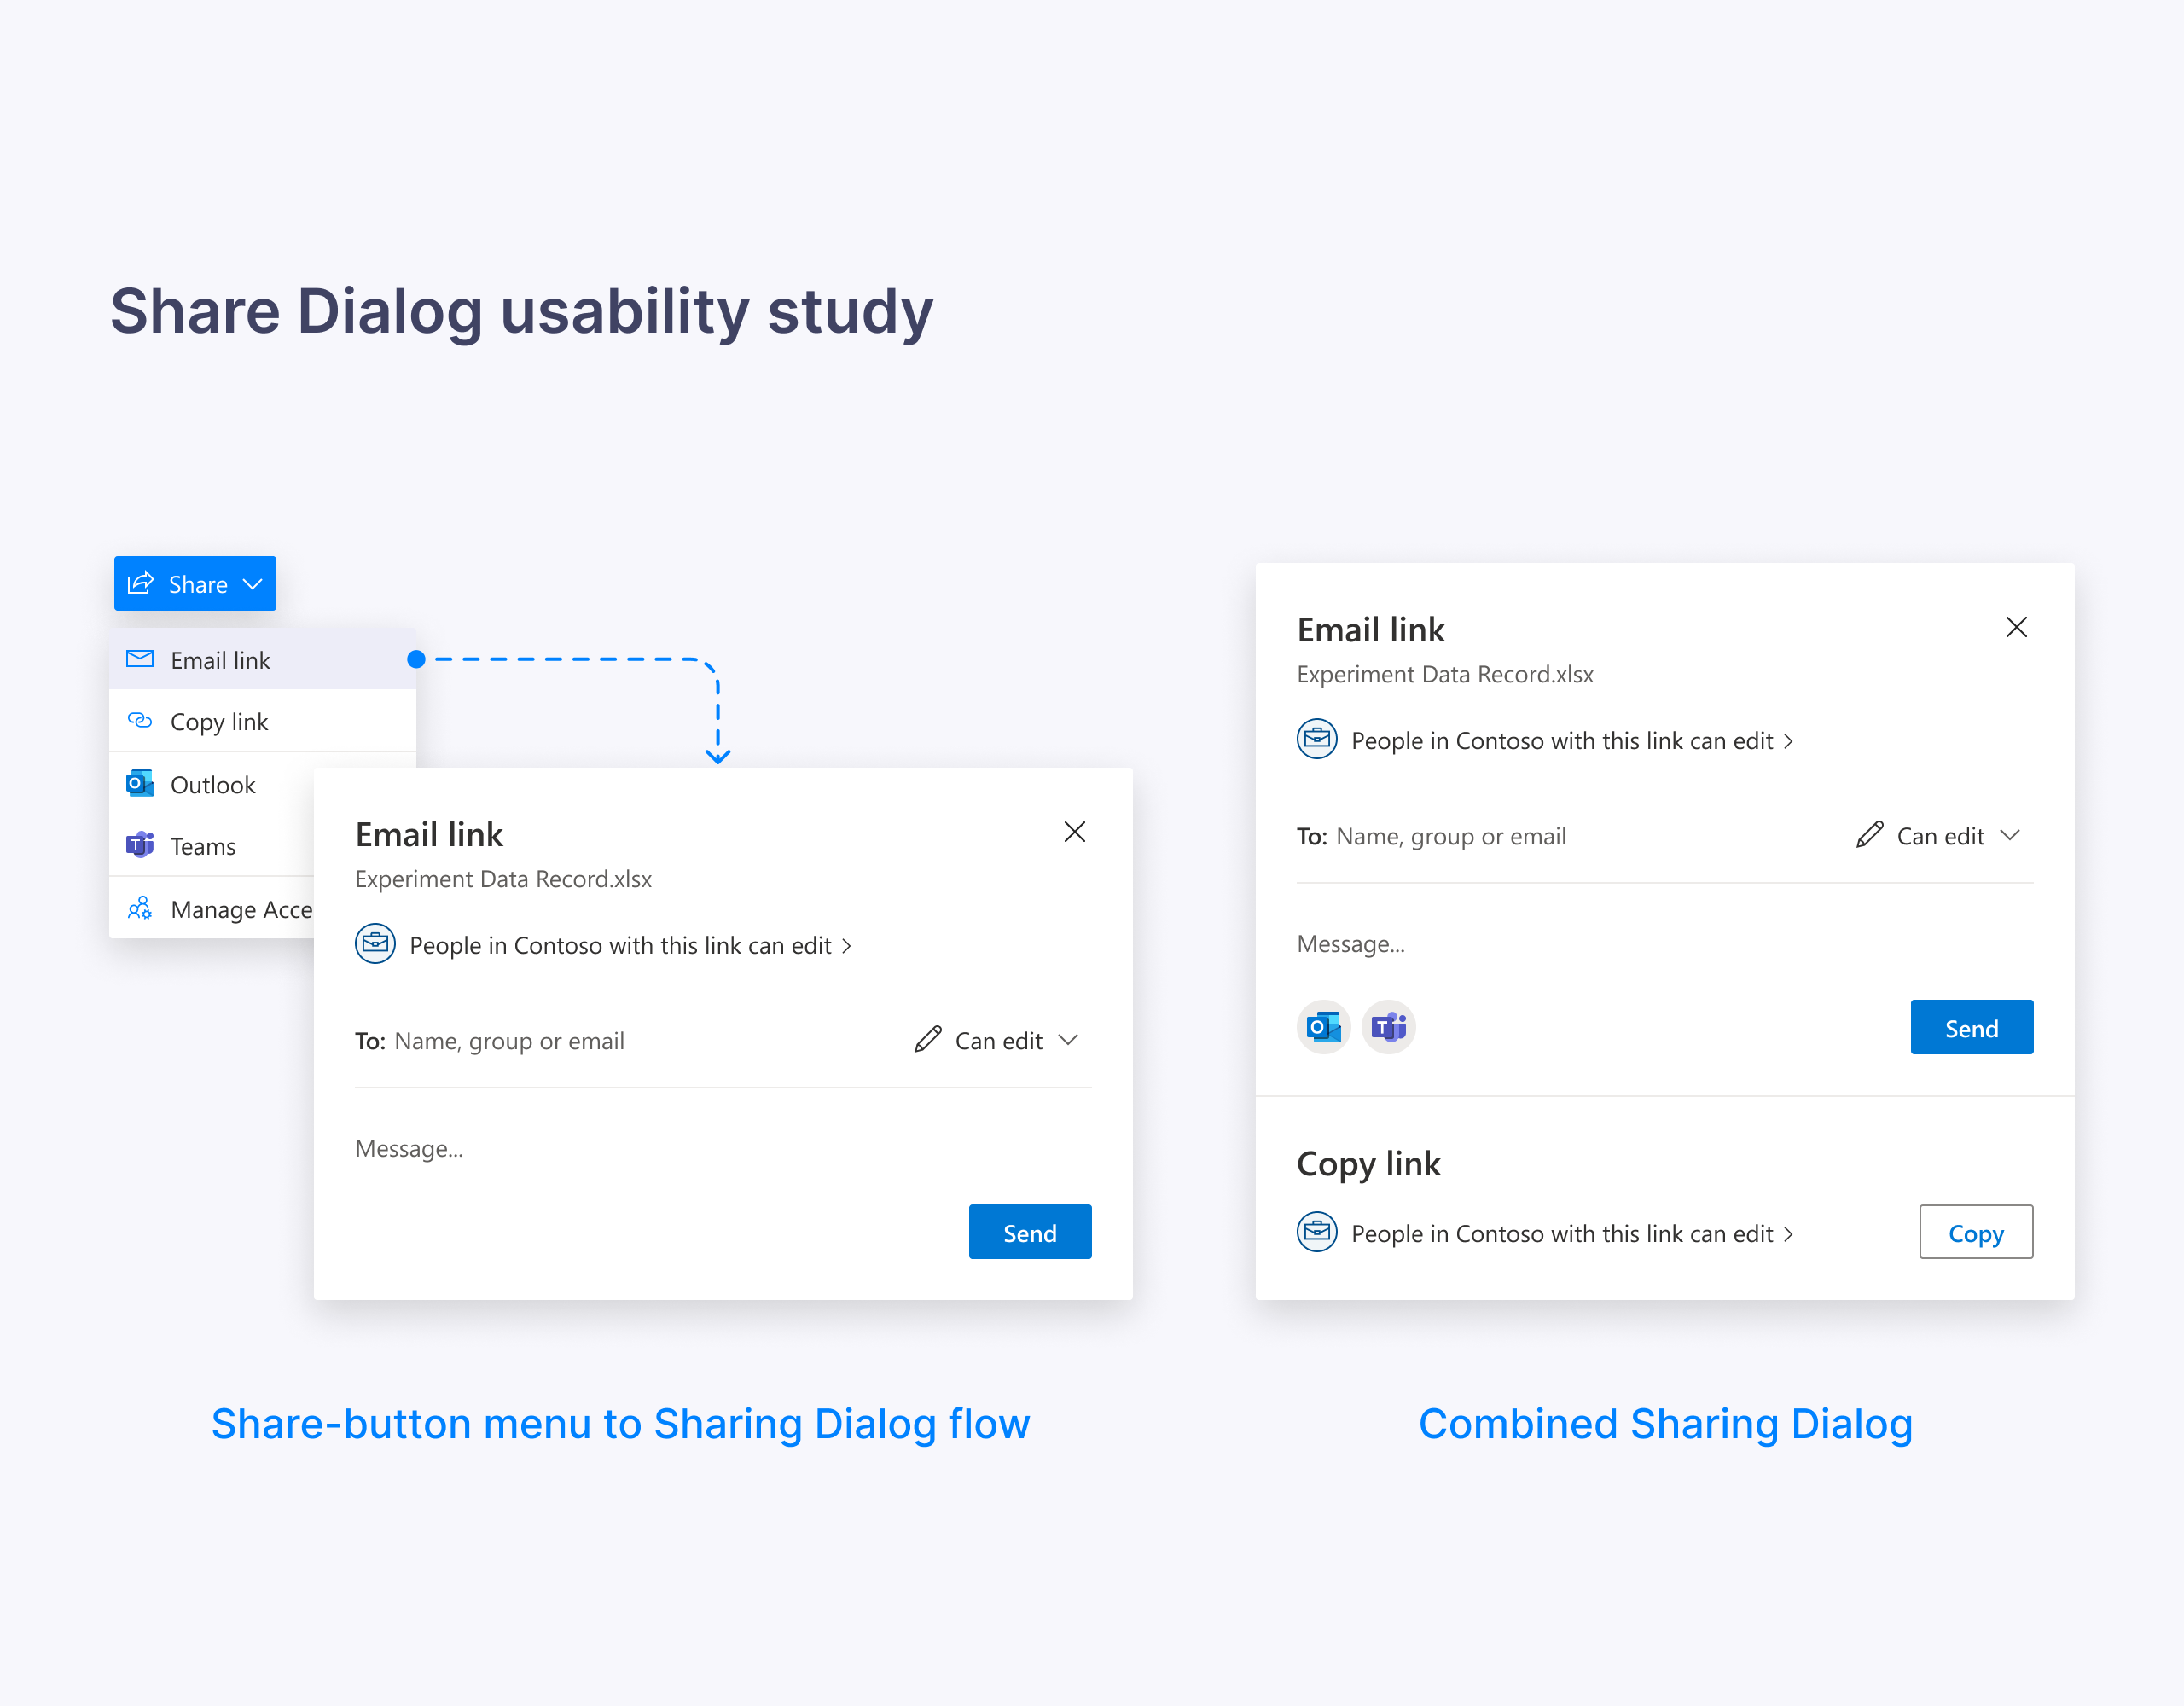 Share Dialog usability study
Share
Email link
Copy link
Outlook
Teams
Manage Acce
Email link
Experiment Data Record.xlsx
People in Contoso with this link can edit
To: Name, group or email
Can edit
Message...
Send
Share-button menu to Sharing Dialog flow
Email link
Experiment Data Record.xlsx
People in Contoso with this link can edit
To: Name, group or email
Can edit
Message...
Send
Copy link
People in Contoso with this link can edit
Copy
Combined Sharing Dialog